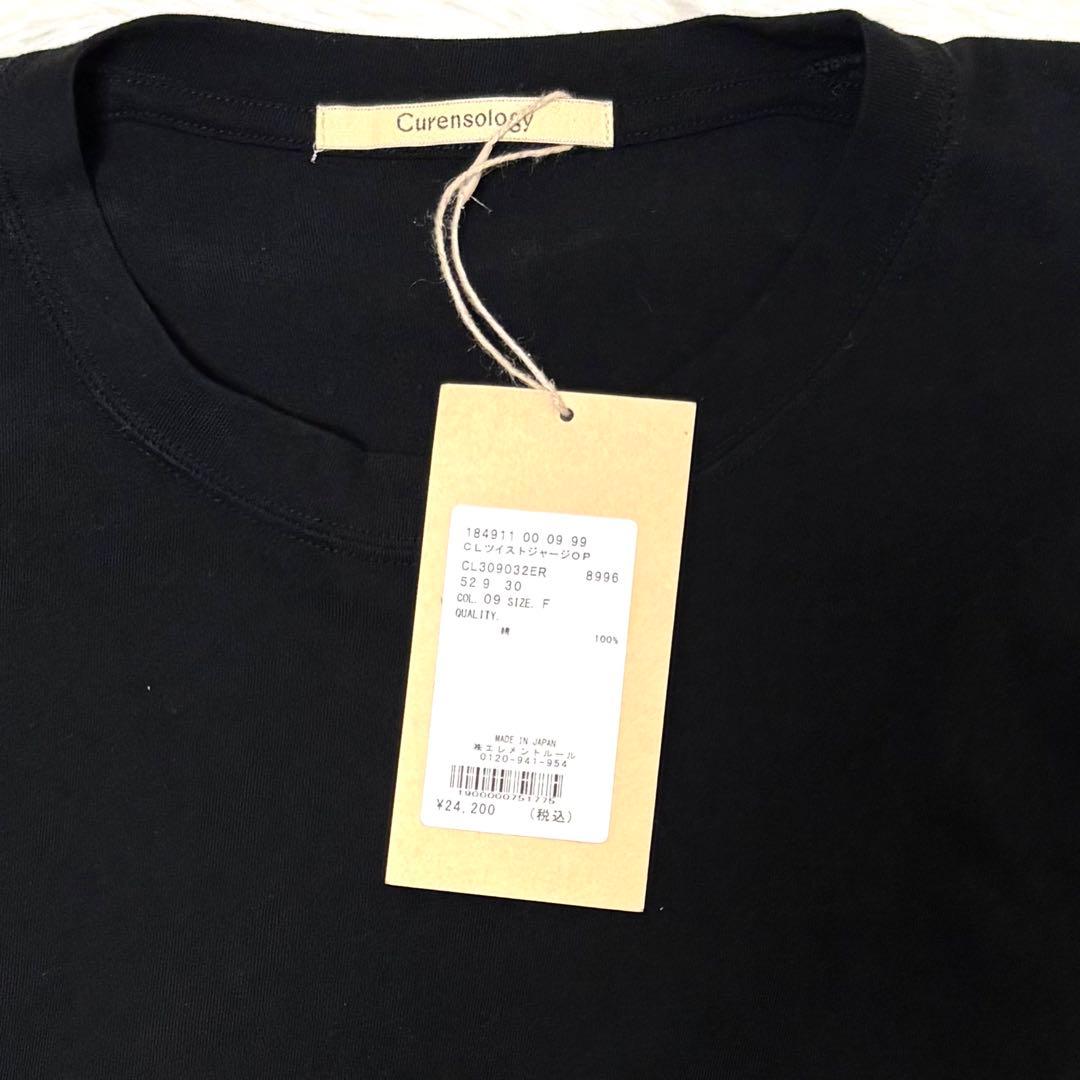 Curensology
184911 00 09 99
CLツイストジャージOP
CL309032ER 8996
52 9 30
COL. 09 SIZE. F
QUALITY.
綿 100%
MADE IN JAPAN
㈱エレメントルール
0120-941-954
1900000751775
¥24,200 (税込)